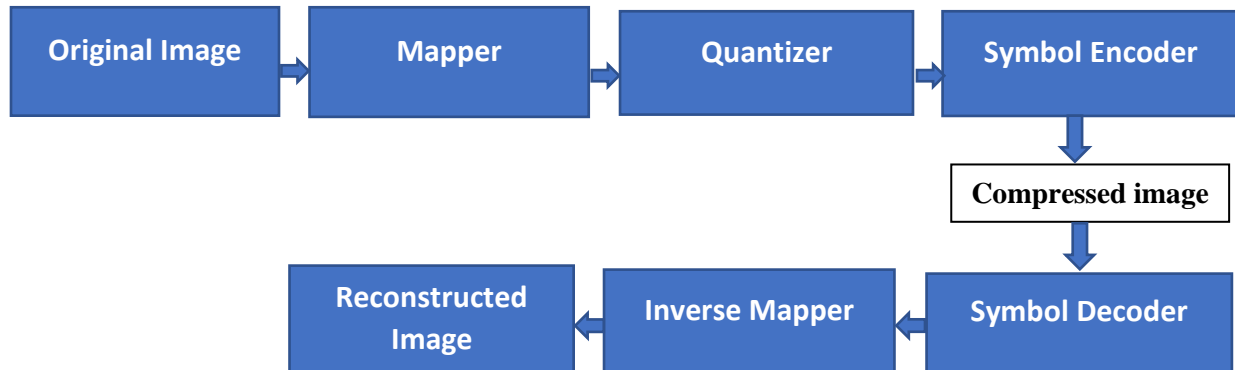 Original Image
Mapper
Quantizer
Symbol Encoder
Compressed image
Symbol Decoder
Inverse Mapper
Reconstructed
Image